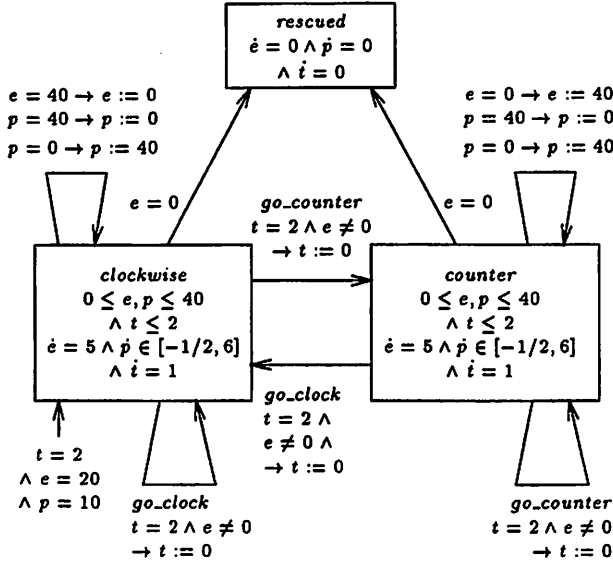 rescued
ė = 0 ∧ ṗ = 0
∧ ṫ = 0
e = 40 → e := 0
p = 40 → p := 0
p = 0 → p := 40
e = 0 → e := 40
p = 40 → p := 0
p = 0 → p := 40
e = 0
go_counter
t = 2 ∧ e ≠ 0
→ t := 0
e = 0
clockwise
0 ≤ e, p ≤ 40
∧ t ≤ 2
ė = 5 ∧ ṗ ∈ [−1/2, 6]
∧ ṫ = 1
counter
0 ≤ e, p ≤ 40
∧ t ≤ 2
ė = 5 ∧ ṗ ∈ [−1/2, 6]
∧ ṫ = 1
go_clock
t = 2 ∧
e ≠ 0 ∧
→ t := 0
t = 2
∧ e = 20
∧ p = 10
go_clock
t = 2 ∧ e ≠ 0
→ t := 0
go_counter
t = 2 ∧ e ≠ 0
→ t := 0